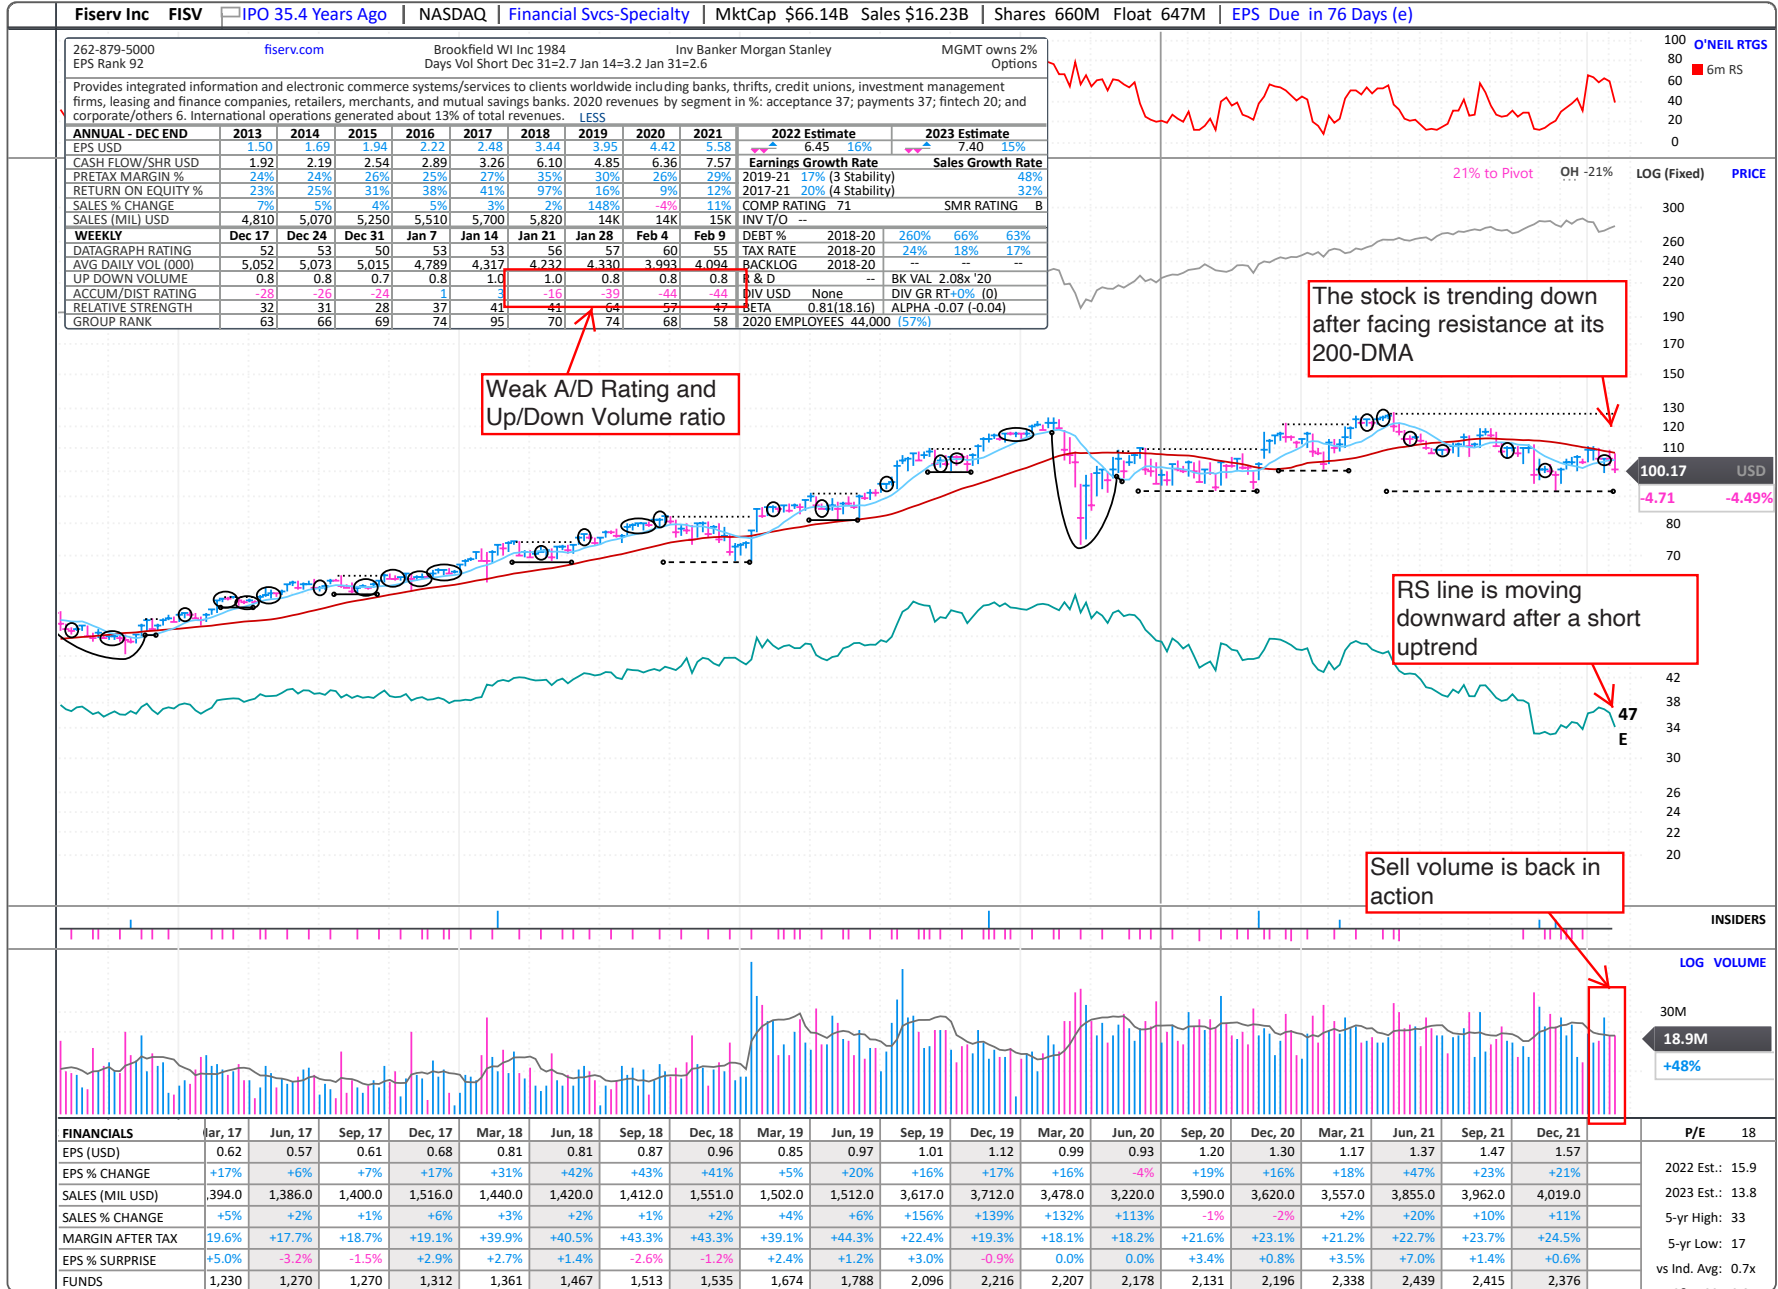 Fiserv Inc FISV IPO 35.4 Years Ago | NASDAQ | Financial Svcs-Specialty | MktCap $66.14B Sales $16.23B | Shares 660M Float 647M | EPS Due in 76 Days (e)
262-879-5000 fiserv.com Brookfield WI Inc 1984 Inv Banker Morgan Stanley MGMT owns 2%
EPS Rank 92 Days Vol Short Dec 31=2.7 Jan 14=3.2 Jan 31=2.6 Options
Provides integrated information and electronic commerce systems/services to clients worldwide including banks, thrifts, credit unions, investment management
firms, leasing and finance companies, retailers, merchants, and mutual savings banks. 2020 revenues by segment in %: acceptance 37; payments 37; fintech 20; and
corporate/others 6. International operations generated about 13% of total revenues. LESS
ANNUAL - DEC END 2013 2014 2015 2016 2017 2018 2019 2020 2021 2022 Estimate 2023 Estimate
EPS USD 1.50 1.69 1.94 2.22 2.48 3.44 3.95 4.42 5.58 6.45 16% 7.40 15%
CASH FLOW/SHR USD 1.92 2.19 2.54 2.89 3.26 6.10 4.85 6.36 7.57 Earnings Growth Rate Sales Growth Rate
PRETAX MARGIN % 24% 24% 26% 25% 27% 35% 30% 26% 29% 2019-21 17% (3 Stability) 48%
RETURN ON EQUITY % 23% 25% 31% 38% 41% 97% 16% 9% 12% 2017-21 20% (4 Stability) 32%
SALES % CHANGE 7% 5% 4% 5% 3% 2% 148% -4% 11% COMP RATING 71 SMR RATING B
SALES (MIL) USD 4,810 5,070 5,250 5,510 5,700 5,820 14K 14K 15K INV T/O --
WEEKLY Dec 17 Dec 24 Dec 31 Jan 7 Jan 14 Jan 21 Jan 28 Feb 4 Feb 9 DEBT % 2018-20 260% 66% 63%
DATAGRAPH RATING 52 53 50 53 53 56 57 60 55 TAX RATE 2018-20 24% 18% 17%
AVG DAILY VOL (000) 5,052 5,073 5,015 4,789 4,317 4,232 4,330 3,993 4,094 BACKLOG 2018-20 -- -- --
UP DOWN VOLUME 0.8 0.8 0.7 0.8 1.0 1.0 0.8 0.8 0.8 R & D -- BK VAL 2.08x '20
ACCUM/DIST RATING -28 -26 -24 1 3 -16 -39 -44 -44 DIV USD None DIV GR RT+0% (0)
RELATIVE STRENGTH 32 31 28 37 41 41 64 57 47 BETA 0.81(18.16) ALPHA -0.07 (-0.04)
GROUP RANK 63 66 69 74 95 70 74 68 58 2020 EMPLOYEES 44,000 (57%)
100 O'NEIL RTGS
80
6m RS
60
40
20
0
21% to Pivot OH -21% LOG (Fixed) PRICE
300
260
240
220
190
170
150
130
120
110
100.17 USD
-4.71 -4.49%
80
70
The stock is trending down
after facing resistance at its
200-DMA
Weak A/D Rating and
Up/Down Volume ratio
RS line is moving
downward after a short
uptrend
42
38
34
30
26
24
22
20
47
E
Sell volume is back in
action
INSIDERS
LOG VOLUME
30M
18.9M
+48%
FINANCIALS Mar, 17 Jun, 17 Sep, 17 Dec, 17 Mar, 18 Jun, 18 Sep, 18 Dec, 18 Mar, 19 Jun, 19 Sep, 19 Dec, 19 Mar, 20 Jun, 20 Sep, 20 Dec, 20 Mar, 21 Jun, 21 Sep, 21 Dec, 21 P/E 18
EPS (USD) 0.62 0.57 0.61 0.68 0.81 0.81 0.87 0.96 0.85 0.97 1.01 1.12 0.99 0.93 1.20 1.30 1.17 1.37 1.47 1.57
EPS % CHANGE +17% +6% +7% +17% +31% +42% +43% +41% +5% +20% +16% +17% +16% -4% +19% +16% +18% +47% +23% +21% 2022 Est.: 15.9
SALES (MIL USD) ,394.0 1,386.0 1,400.0 1,516.0 1,440.0 1,420.0 1,412.0 1,551.0 1,502.0 1,512.0 3,617.0 3,712.0 3,478.0 3,220.0 3,590.0 3,620.0 3,557.0 3,855.0 3,962.0 4,019.0 2023 Est.: 13.8
SALES % CHANGE +5% +2% +1% +6% +3% +2% +1% +2% +4% +6% +156% +139% +132% +113% -1% -2% +2% +20% +10% +11% 5-yr High: 33
MARGIN AFTER TAX 19.6% +17.7% +18.7% +19.1% +39.9% +40.5% +43.3% +43.3% +39.1% +44.3% +22.4% +19.3% +18.1% +18.2% +21.6% +23.1% +21.2% +22.7% +23.7% +24.5% 5-yr Low: 17
EPS % SURPRISE +5.0% -3.2% -1.5% +2.9% +2.7% +1.4% -2.6% -1.2% +2.4% +1.2% +3.0% -0.9% 0.0% 0.0% +3.4% +0.8% +3.5% +7.0% +1.4% +0.6% vs Ind. Avg: 0.7x
FUNDS 1,230 1,270 1,270 1,312 1,361 1,467 1,513 1,535 1,674 1,788 2,096 2,216 2,207 2,178 2,131 2,196 2,338 2,439 2,415 2,376